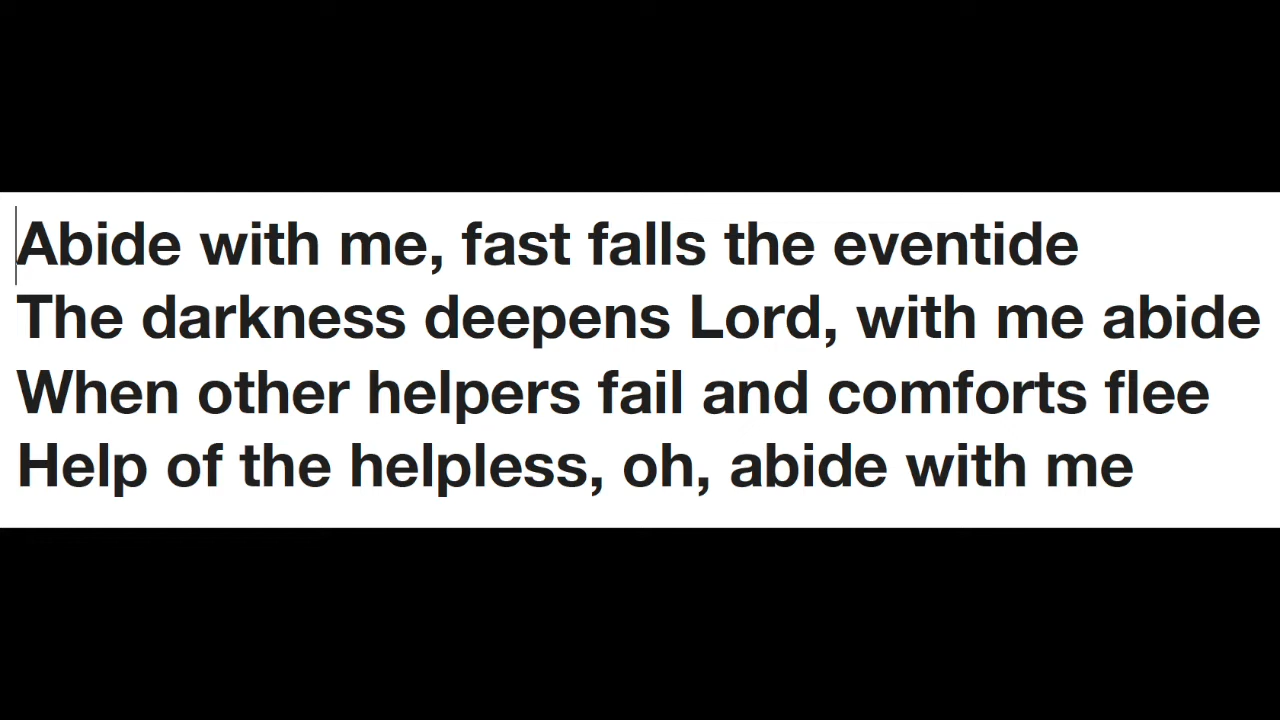 Abide with me, fast falls the eventide
The darkness deepens Lord, with me abide
When other helpers fail and comforts flee
Help of the helpless, oh, abide with me